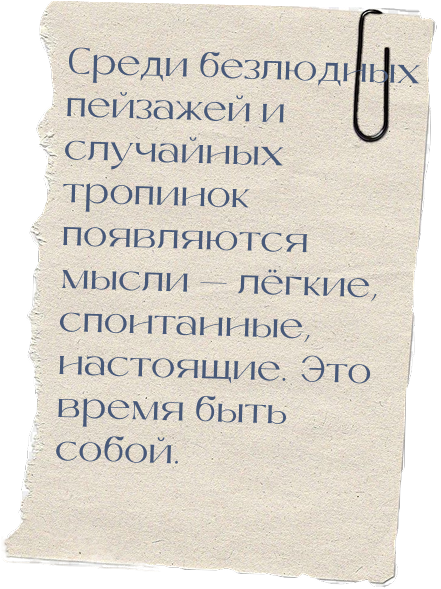 Среди безлюдных
пейзажей и
случайных
тропинок
появляются
мысли — лёгкие,
спонтанные,
настоящие. Это
время быть
собой.